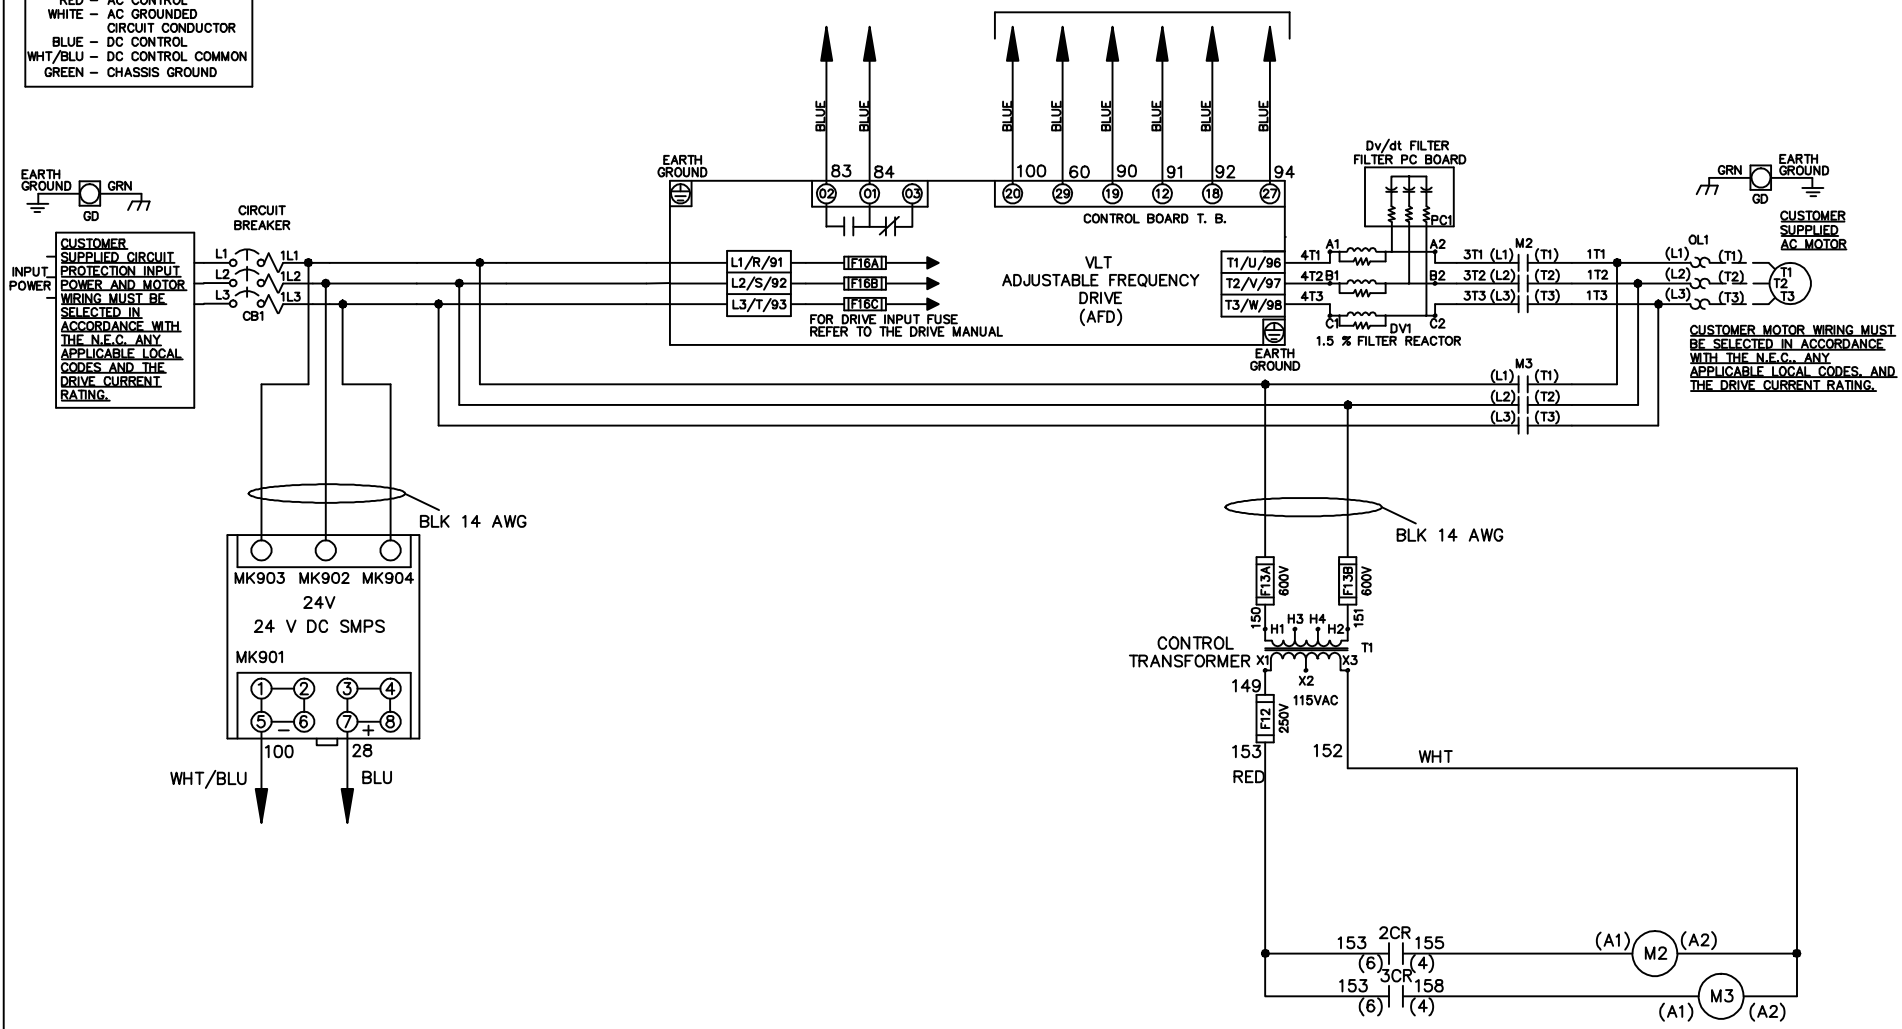 RED – AC CONTROL
WHITE – AC GROUNDED
CIRCUIT CONDUCTOR
BLUE – DC CONTROL
WHT/BLU – DC CONTROL COMMON
GREEN – CHASSIS GROUND
BLUE
BLUE
BLUE
BLUE
BLUE
BLUE
BLUE
BLUE
EARTH
GROUND
GRN
GD
CIRCUIT
BREAKER
INPUT
POWER
CUSTOMER
SUPPLIED CIRCUIT
PROTECTION INPUT
POWER AND MOTOR
WIRING MUST BE
SELECTED IN
ACCORDANCE WITH
THE N.E.C. ANY
APPLICABLE LOCAL
CODES AND THE
DRIVE CURRENT
RATING.
L1 1L1
L2 1L2
L3 1L3
CB1
EARTH
GROUND
83 84
02 01 03
100 60 90 91 92 94
20 29 19 12 18 27
CONTROL BOARD T. B.
L1/R/91
L2/S/92
L3/T/93
F16A
F16B
F16C
FOR DRIVE INPUT FUSE
REFER TO THE DRIVE MANUAL
VLT
ADJUSTABLE FREQUENCY
DRIVE
(AFD)
T1/U/96
T2/V/97
T3/W/98
EARTH
GROUND
Dv/dt FILTER
FILTER PC BOARD
PC1
4T1 A1 A2
4T2 B1 B2
4T3 C1 C2
DV1
1.5 % FILTER REACTOR
M2
3T1 (L1) (T1) 1T1
3T2 (L2) (T2) 1T2
3T3 (L3) (T3) 1T3
OL1
(L1) (T1)
(L2) (T2)
(L3) (T3)
T1
T2
T3
GRN
GD
EARTH
GROUND
CUSTOMER
SUPPLIED
AC MOTOR
CUSTOMER MOTOR WIRING MUST
BE SELECTED IN ACCORDANCE
WITH THE N.E.C., ANY
APPLICABLE LOCAL CODES, AND
THE DRIVE CURRENT RATING.
M3
(L1) (T1)
(L2) (T2)
(L3) (T3)
BLK 14 AWG
MK903 MK902 MK904
24V
24 V DC SMPS
MK901
1 2 3 4
5 6 7 8
– +
100 28
WHT/BLU BLU
BLK 14 AWG
F13A
600V
F13B
600V
150
151
H1 H3 H4 H2
T1
CONTROL
TRANSFORMER
X1 X3
X2
149
115VAC
F12
250V
153
152
RED
WHT
2CR
153 155
(6) (4)
(A1) M2 (A2)
3CR
153 158
(6) (4)
(A1) M3 (A2)